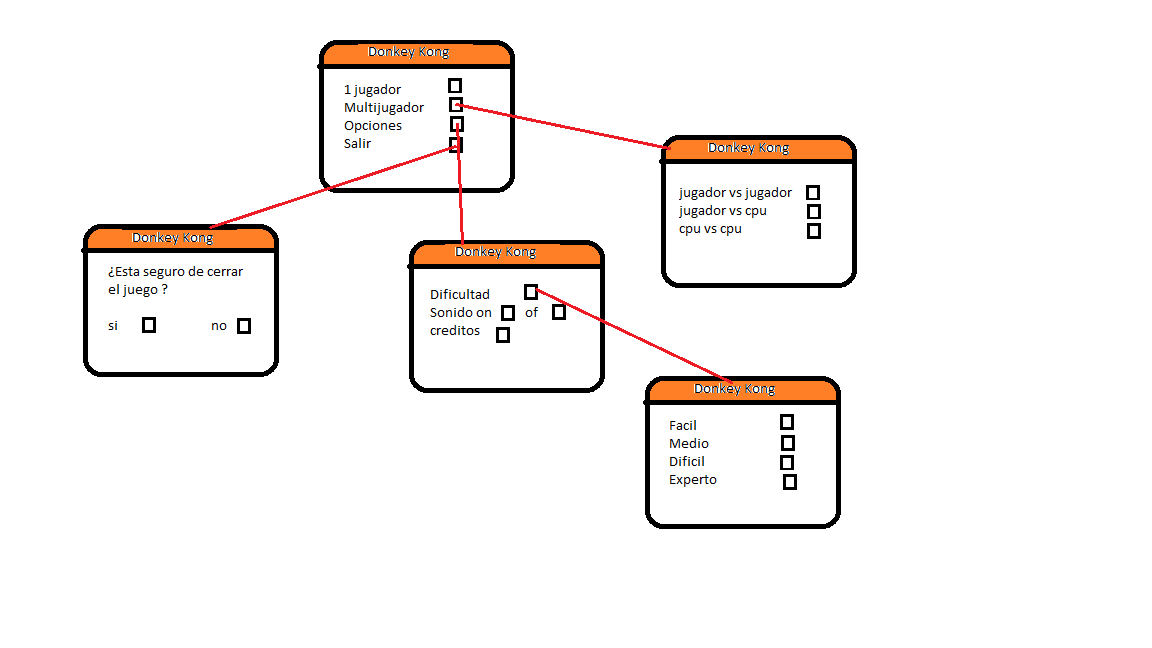 Donkey Kong
1 jugador
Multijugador
Opciones
Salir
Donkey Kong
jugador vs jugador
jugador vs cpu
cpu vs cpu
Donkey Kong
¿Esta seguro de cerrar
el juego ?
si no
Donkey Kong
Dificultad
Sonido on of
creditos
Donkey Kong
Facil
Medio
Dificil
Experto